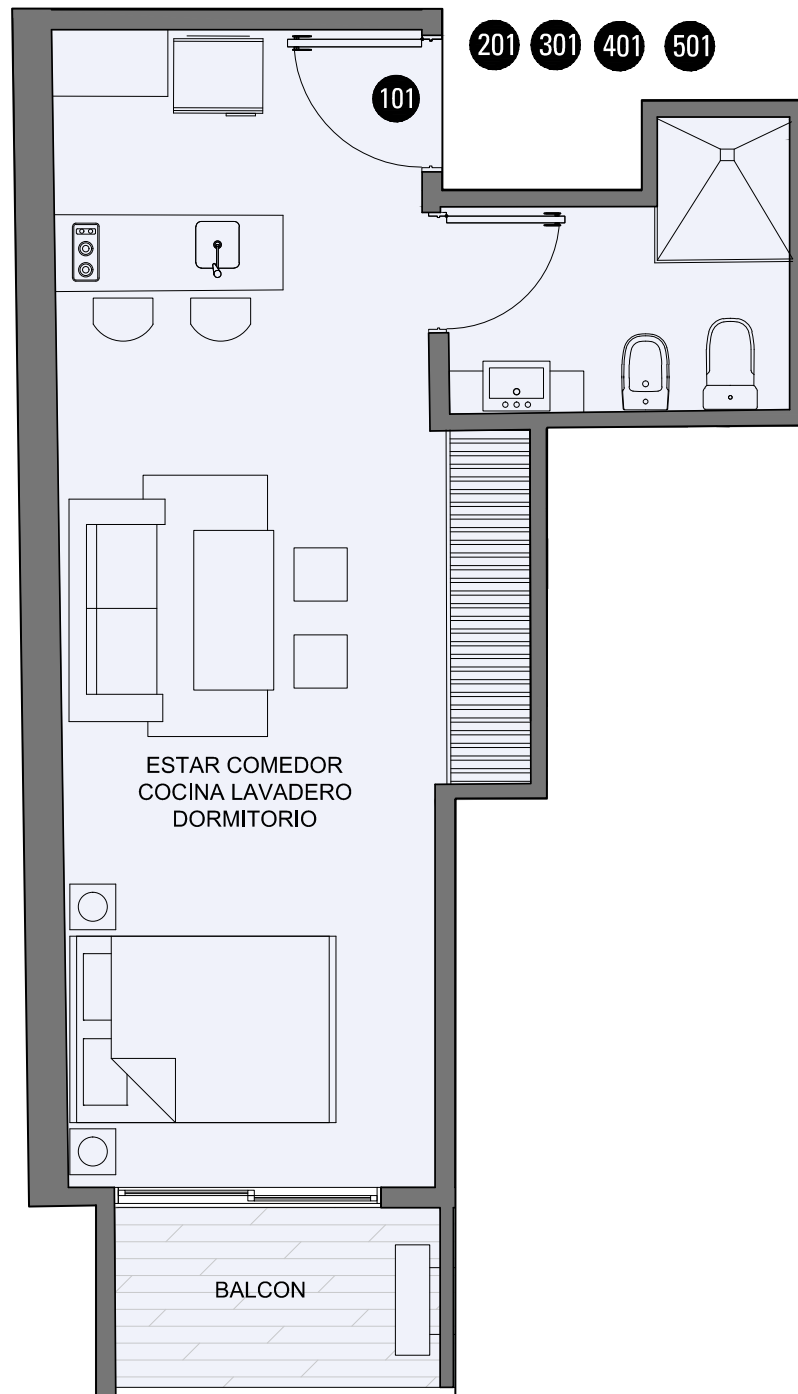 201 301 401 501
101
ESTAR COMEDOR
COCINA LAVADERO
DORMITORIO
BALCON